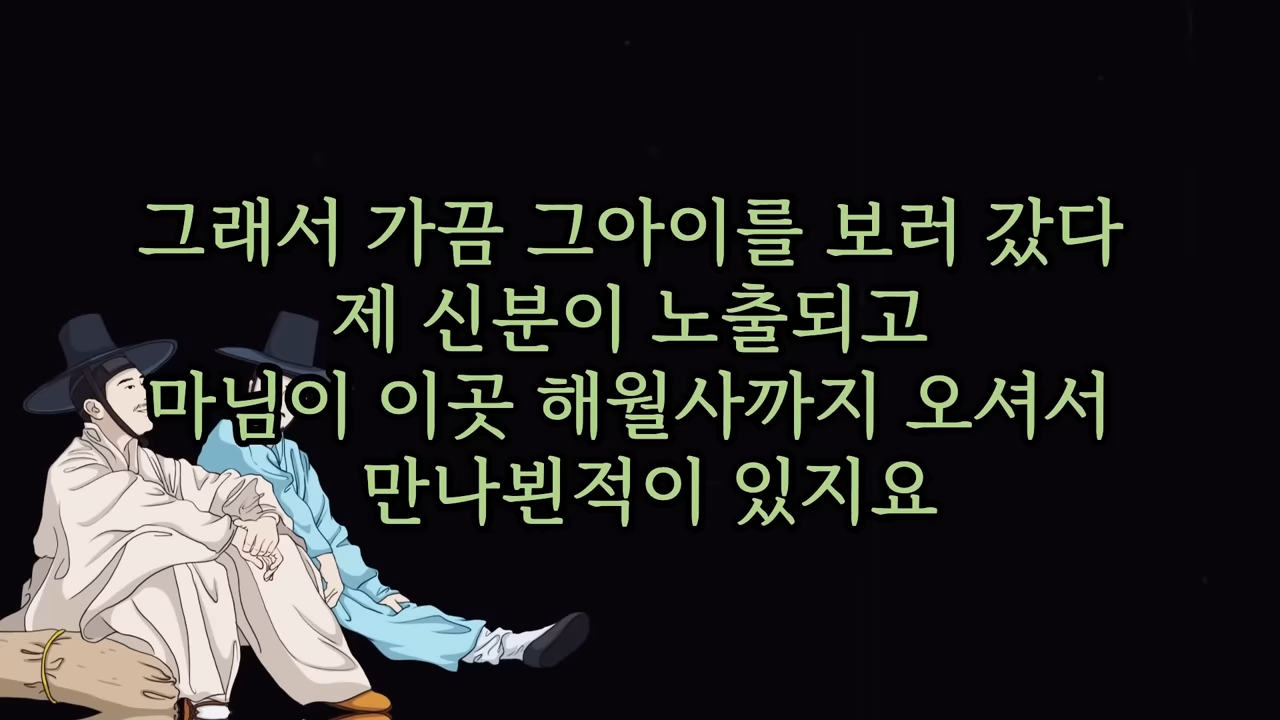 그래서 가끔 그아이를 보러 갔다
제 신분이 노출되고
마님이 이곳 해월사까지 오셔서
만나뵌적이 있지요